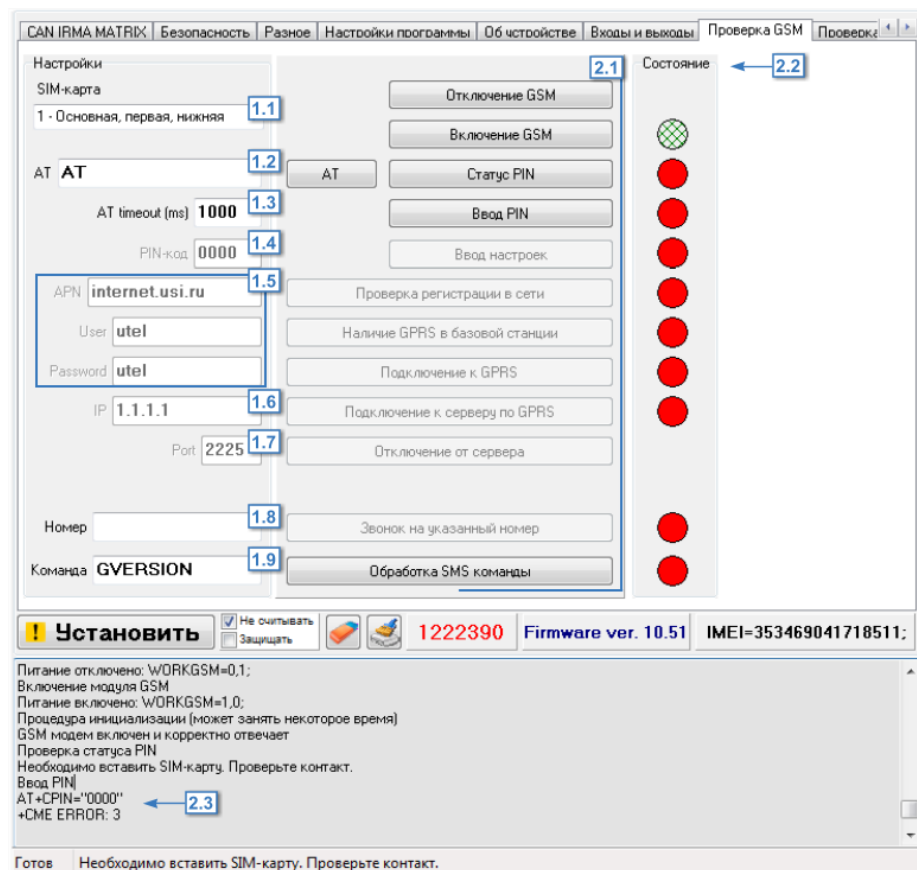 CAN IRMA MATRIX Безопасность Разное Настройки программы Об устройстве Входы и выходы Проверка GSM Проверка
Настройки 2.1 Состояние 2.2
SIM-карта Отключение GSM
1.1
1 - Основная, первая, нижняя
Включение GSM
1.2
AT AT AT Статус PIN
1.3
AT timeout (ms) 1000 Ввод PIN
1.4
PIN-код 0000 Ввод настроек
1.5
APN internet.usi.ru Проверка регистрации в сети
User utel Наличие GPRS в базовой станции
Password utel Подключение к GPRS
1.6
IP 1.1.1.1 Подключение к серверу по GPRS
1.7
Port 2225 Отключение от сервера
1.8
Номер Звонок на указанный номер
1.9
Команда GVERSION Обработка SMS команды
! Установить Не считывать 1222390 Firmware ver. 10.51 IMEI=353469041718511;
Защищать
Питание отключено: WORKGSM=0,1;
Включение модуля GSM
Питание включено: WORKGSM=1,0;
Процедура инициализации (может занять некоторое время)
GSM модем включен и корректно отвечает
Проверка статуса PIN
Необходимо вставить SIM-карту. Проверьте контакт.
Ввод PIN
AT+CPIN="0000" 2.3
+CME ERROR: 3
Готов Необходимо вставить SIM-карту. Проверьте контакт.